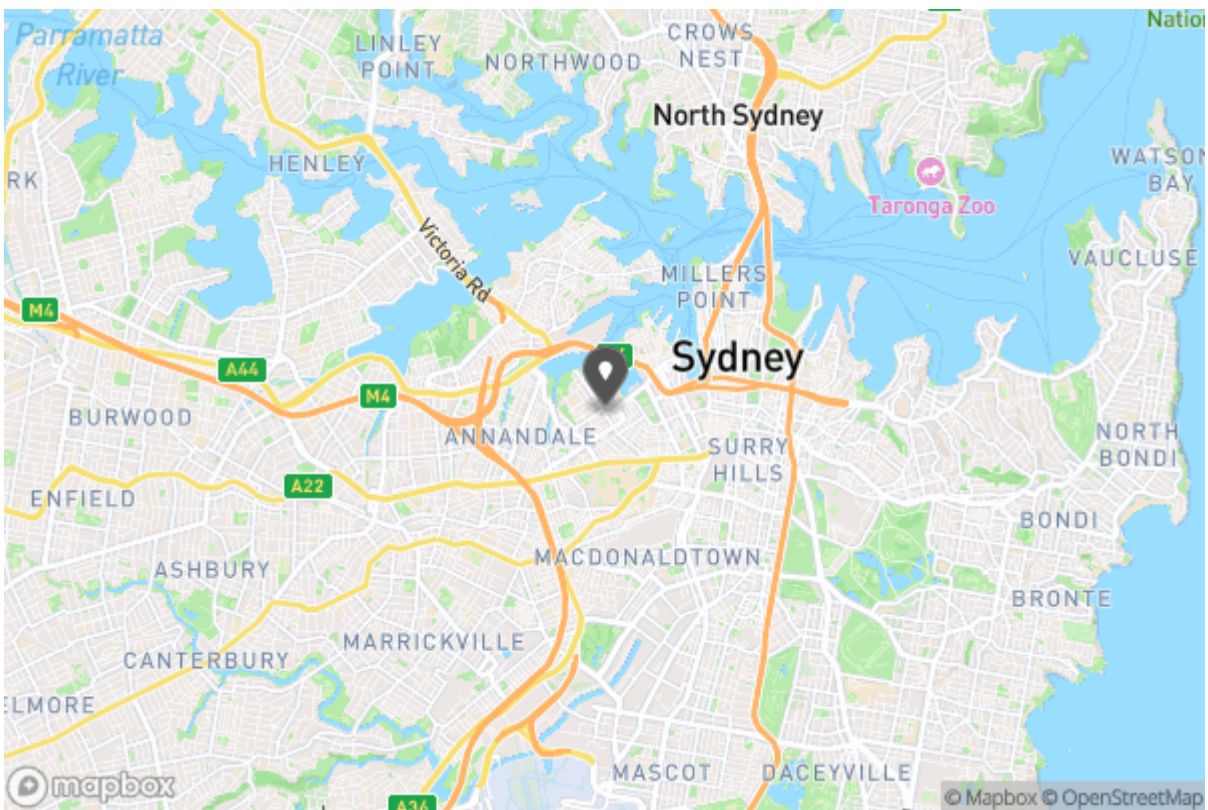 Parramatta
River
LINLEY
POINT
NORTHWOOD
CROWS
NEST
Nation
North Sydney
HENLEY
RK
Taronga Zoo
WATSON
BAY
Victoria Rd
MILLERS
POINT
VAUCLUSE
M4
A44
M4
Sydney
BURWOOD
ANNANDALE
SURRY
HILLS
NORTH
BONDI
ENFIELD
A22
BONDI
ASHBURY
MACDONALDTOWN
BRONTE
MARRICKVILLE
CANTERBURY
ELMORE
mapbox
A34
MASCOT
DACEYVILLE
© Mapbox © OpenStreetMap